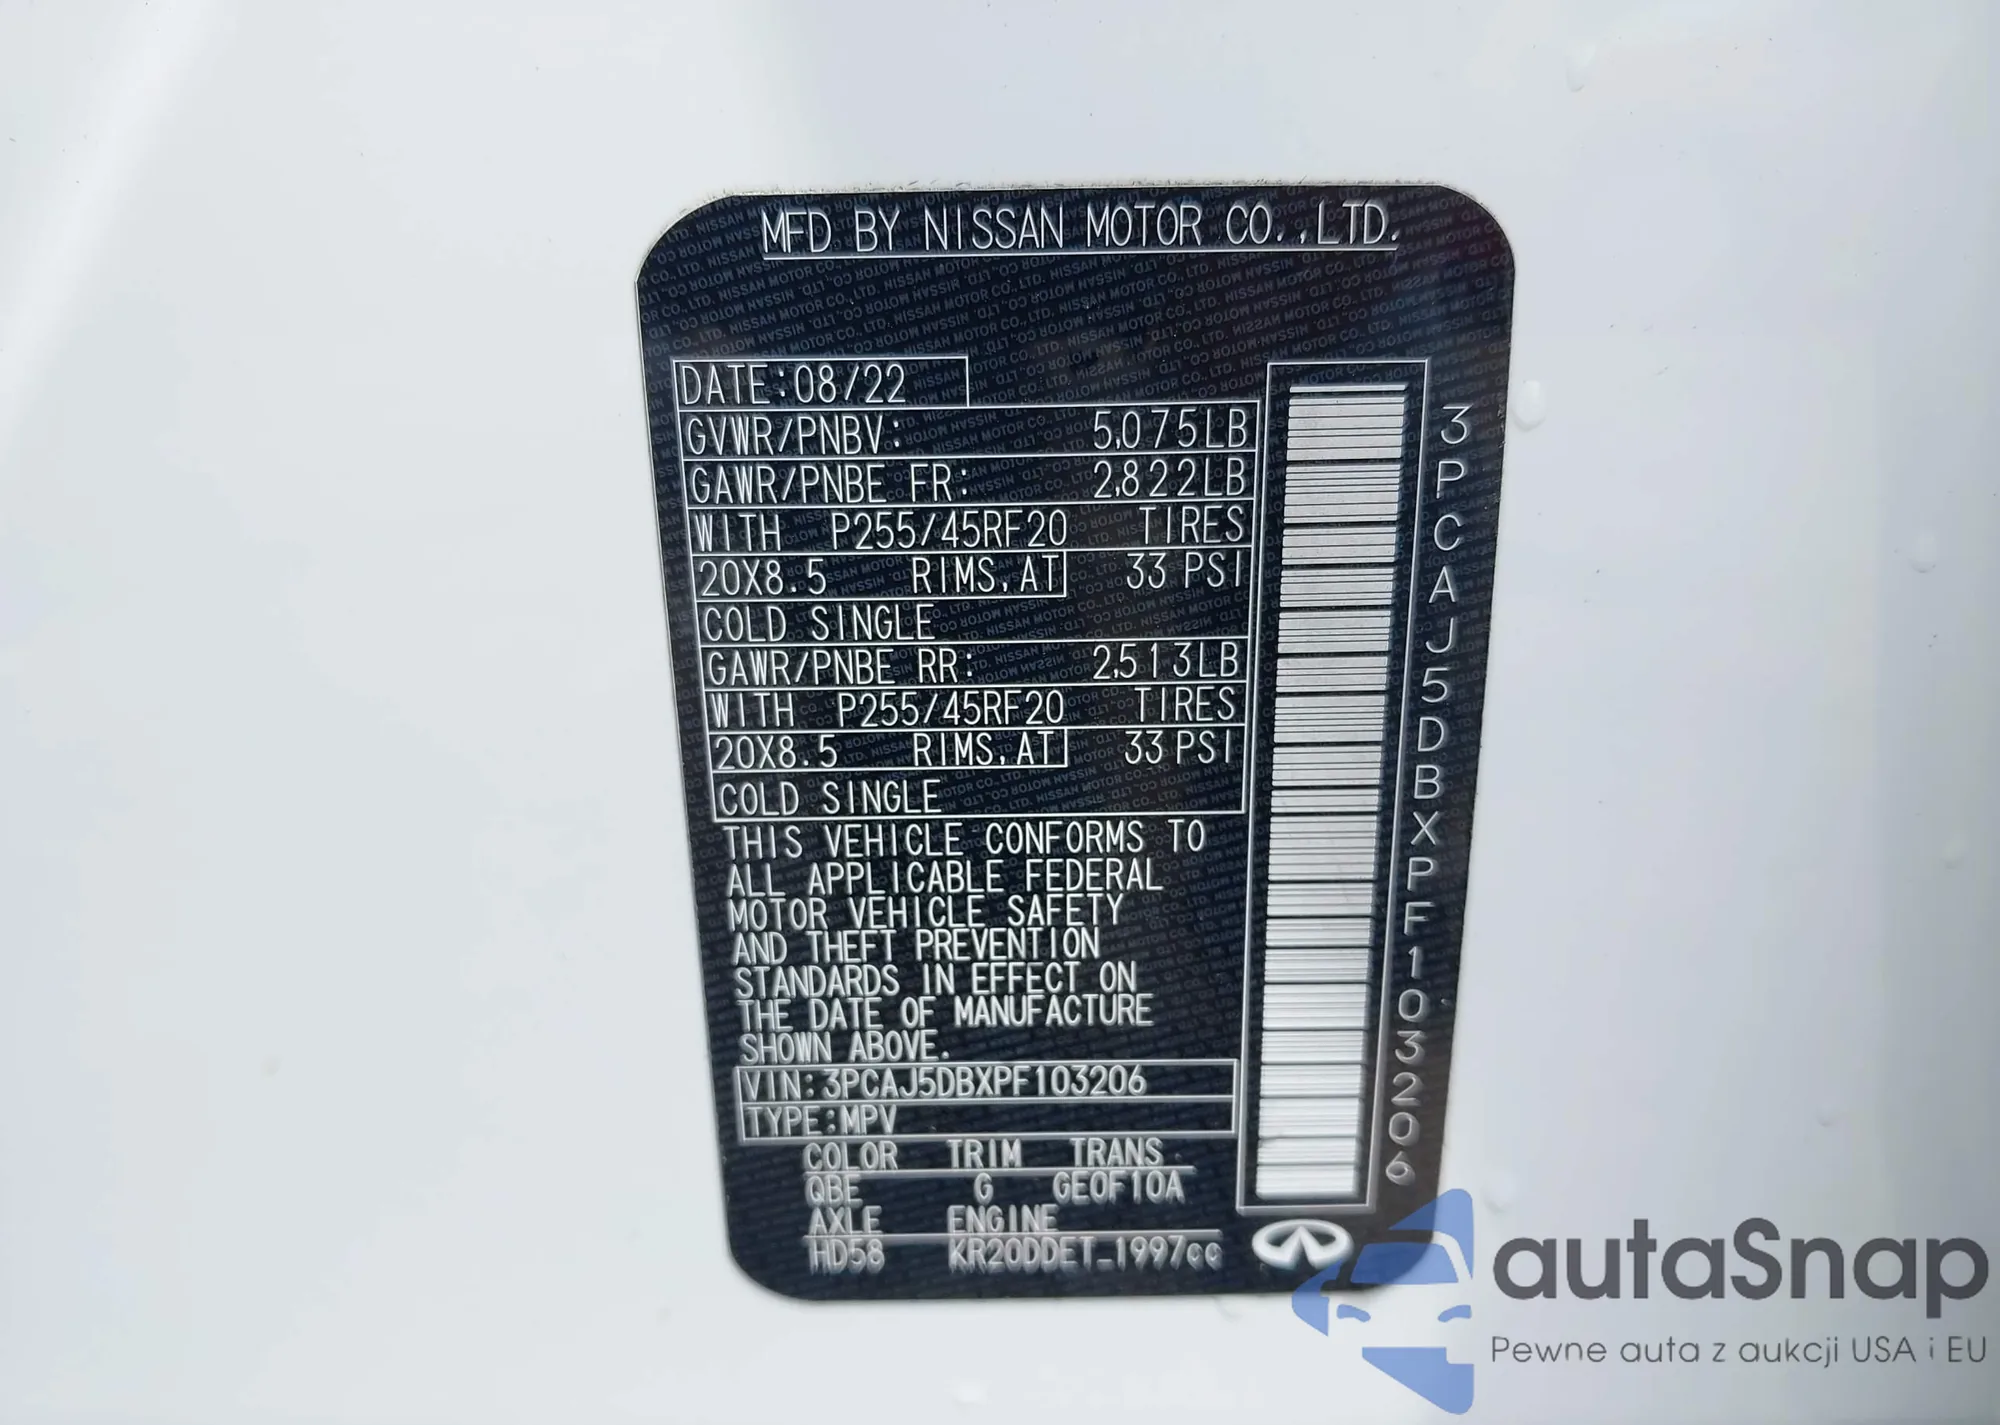 MFD BY NISSAN MOTOR CO.,LTD.
DATE:08/22
GVWR/PNBV: 5,075LB
GAWR/PNBE FR: 2,822LB
WITH P255/45RF20 TIRES
20X8.5 RIMS,AT 33 PSI
COLD SINGLE
GAWR/PNBE RR: 2,513LB
WITH P255/45RF20 TIRES
20X8.5 RIMS,AT 33 PSI
COLD SINGLE
THIS VEHICLE CONFORMS TO
ALL APPLICABLE FEDERAL
MOTOR VEHICLE SAFETY
AND THEFT PREVENTION
STANDARDS IN EFFECT ON
THE DATE OF MANUFACTURE
SHOWN ABOVE.
VIN:3PCAJ5DBXPF103206
TYPE:MPV
COLOR TRIM TRANS
QBE G GE0F10A
AXLE ENGINE
HD58 KR20DDET_1997cc
3PCAJ5DBXPF103206
autaSnap
Pewne auta z aukcji USA i EU